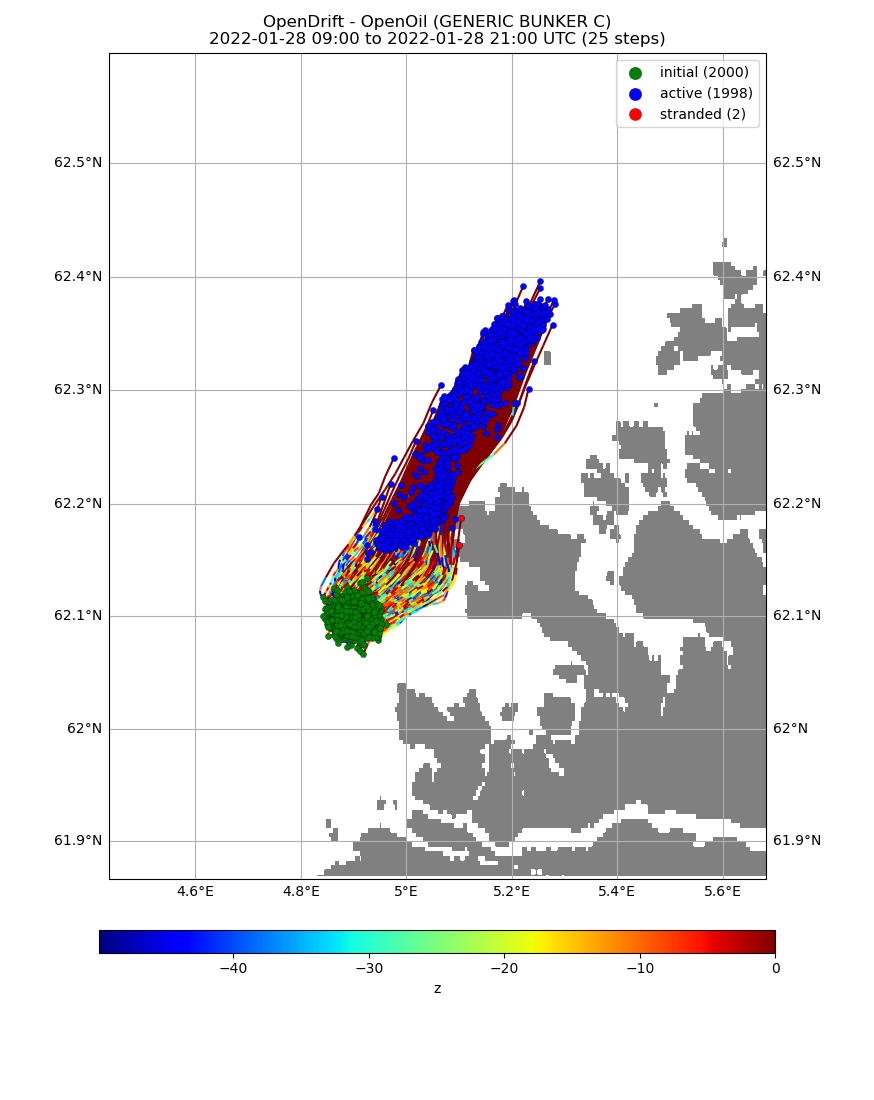 OpenDrift - OpenOil (GENERIC BUNKER C)
2022-01-28 09:00 to 2022-01-28 21:00 UTC (25 steps)
initial (2000)
active (1998)
stranded (2)
62.5°N 62.5°N
62.4°N 62.4°N
62.3°N 62.3°N
62.2°N 62.2°N
62.1°N 62.1°N
62°N 62°N
61.9°N 61.9°N
4.6°E 4.8°E 5°E 5.2°E 5.4°E 5.6°E
−40 −30 −20 −10 0
z